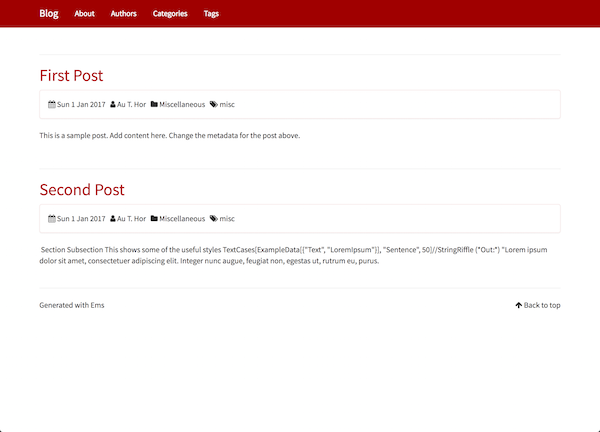 Blog About Authors Categories Tags
First Post
Sun 1 Jan 2017 Au T. Hor Miscellaneous misc
This is a sample post. Add content here. Change the metadata for the post above.
Second Post
Sun 1 Jan 2017 Au T. Hor Miscellaneous misc
Section Subsection This shows some of the useful styles TextCases[ExampleData[{"Text", "LoremIpsum"}], "Sentence", 50]//StringRiffle (*Out:*) "Lorem ipsum
dolor sit amet, consectetuer adipiscing elit. Integer nunc augue, feugiat non, egestas ut, rutrum eu, purus.
Generated with Ems Back to top